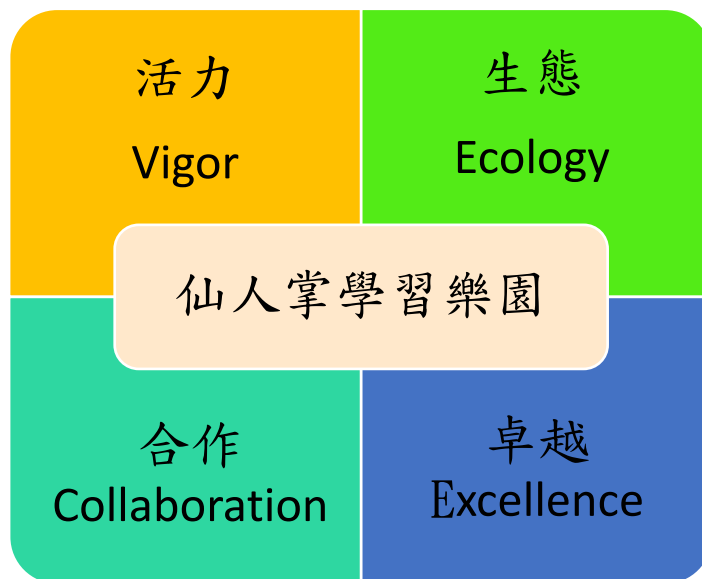 活力
Vigor
生態
Ecology
仙人掌學習樂園
合作
Collaboration
卓越
Excellence